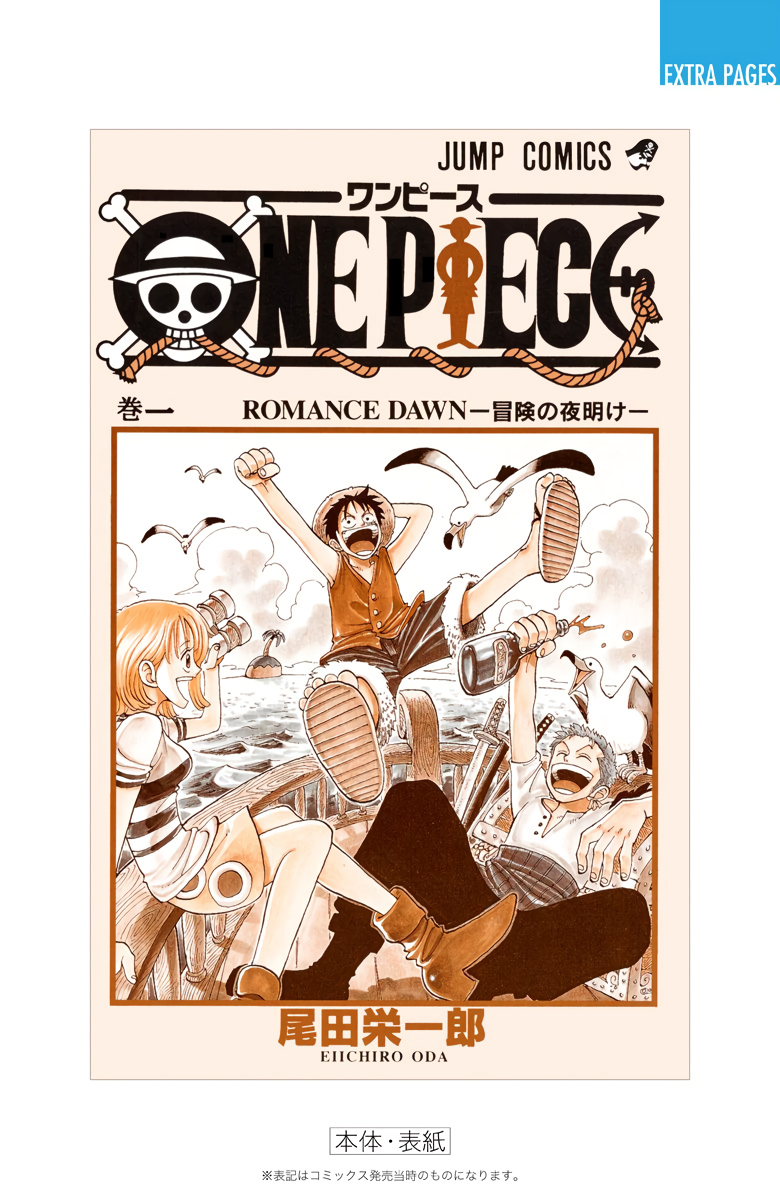 EXTRA PAGES
JUMP COMICS
ワンピース
ONE PIECE
巻一 ROMANCE DAWN—冒険の夜明け—
尾田栄一郎
EIICHIRO ODA
本体・表紙
※表記はコミックス発売当時のものになります。